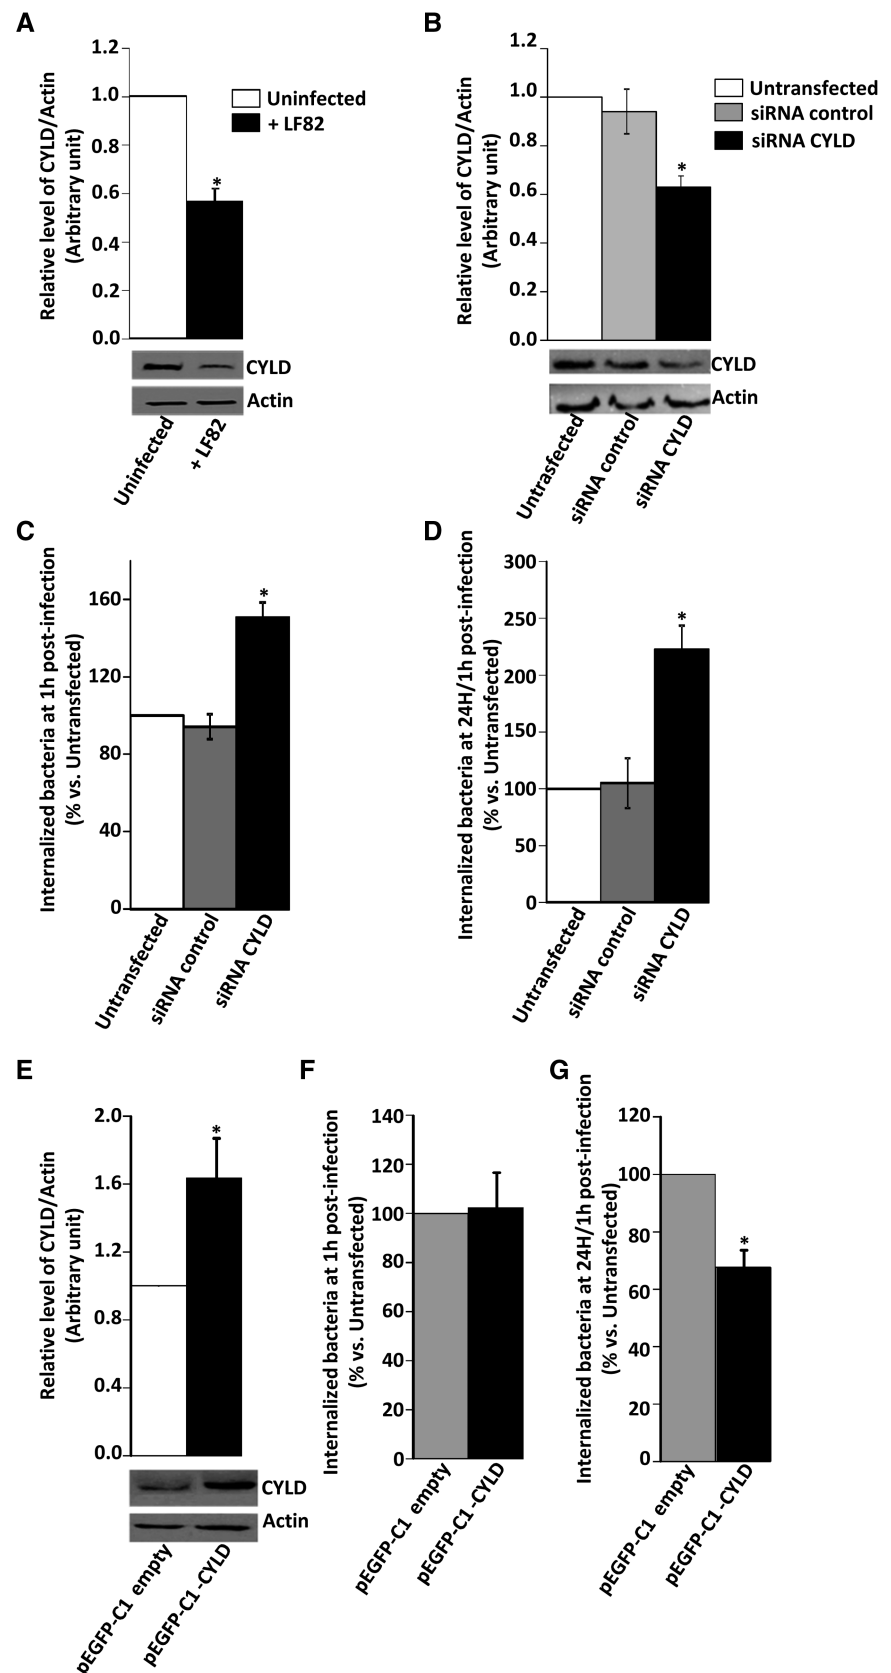 A
Relative level of CYLD/Actin
(Arbitrary unit)
1.2
1.0
0.8
0.6
0.4
0.2
0.0
*
Uninfected
+ LF82
CYLD
Actin
Uninfected
+ LF82
B
Relative level of CYLD/Actin
(Arbitrary unit)
1.2
1.0
0.8
0.6
0.4
0.2
0.0
*
Untransfected
siRNA control
siRNA CYLD
CYLD
Actin
Untrasfected
siRNA control
siRNA CYLD
C
Internalized bacteria at 1h post-infection
(% vs. Untransfected)
160
120
80
40
0
*
Untransfected
siRNA control
siRNA CYLD
D
Internalized bacteria at 24H/1h post-infection
(% vs. Untransfected)
300
250
200
150
100
50
0
*
Untransfected
siRNA control
siRNA CYLD
E
Relative level of CYLD/Actin
(Arbitrary unit)
2.0
1.6
1.2
0.8
0.4
0.0
*
CYLD
Actin
pEGFP-C1 empty
pEGFP-C1 -CYLD
F
Internalized bacteria at 1h post-infection
(% vs. Untransfected)
140
120
100
80
60
40
20
0
pEGFP-C1 empty
pEGFP-C1 -CYLD
G
Internalized bacteria at 24H/1h post-infection
(% vs. Untransfected)
120
100
80
60
40
20
0
*
pEGFP-C1 empty
pEGFP-C1 -CYLD